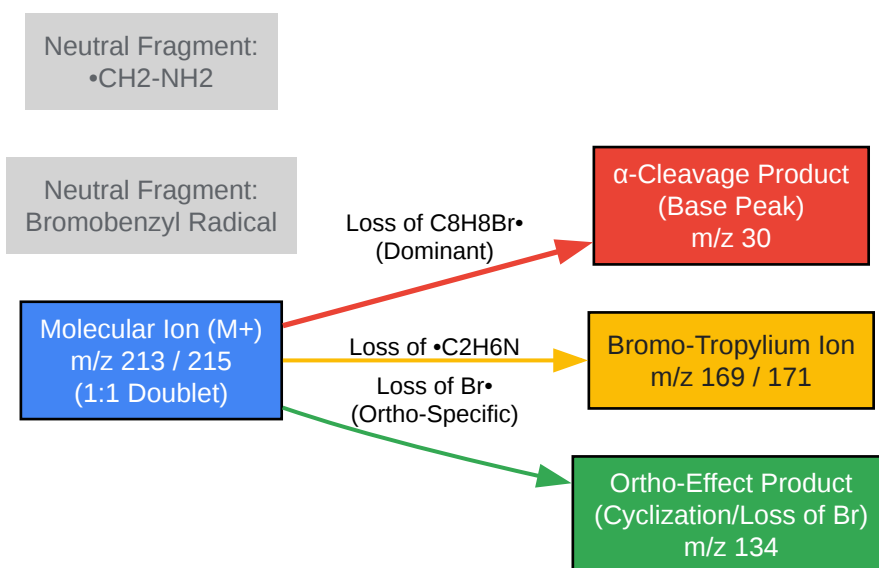 Neutral Fragment:
•CH2-NH2
Neutral Fragment:
Bromobenzyl Radical
α-Cleavage Product
(Base Peak)
m/z 30
Loss of C8H8Br•
(Dominant)
Molecular Ion (M+)
m/z 213 / 215
(1:1 Doublet)
Loss of •C2H6N
Bromo-Tropylium Ion
m/z 169 / 171
Loss of Br•
(Ortho-Specific)
Ortho-Effect Product
(Cyclization/Loss of Br)
m/z 134